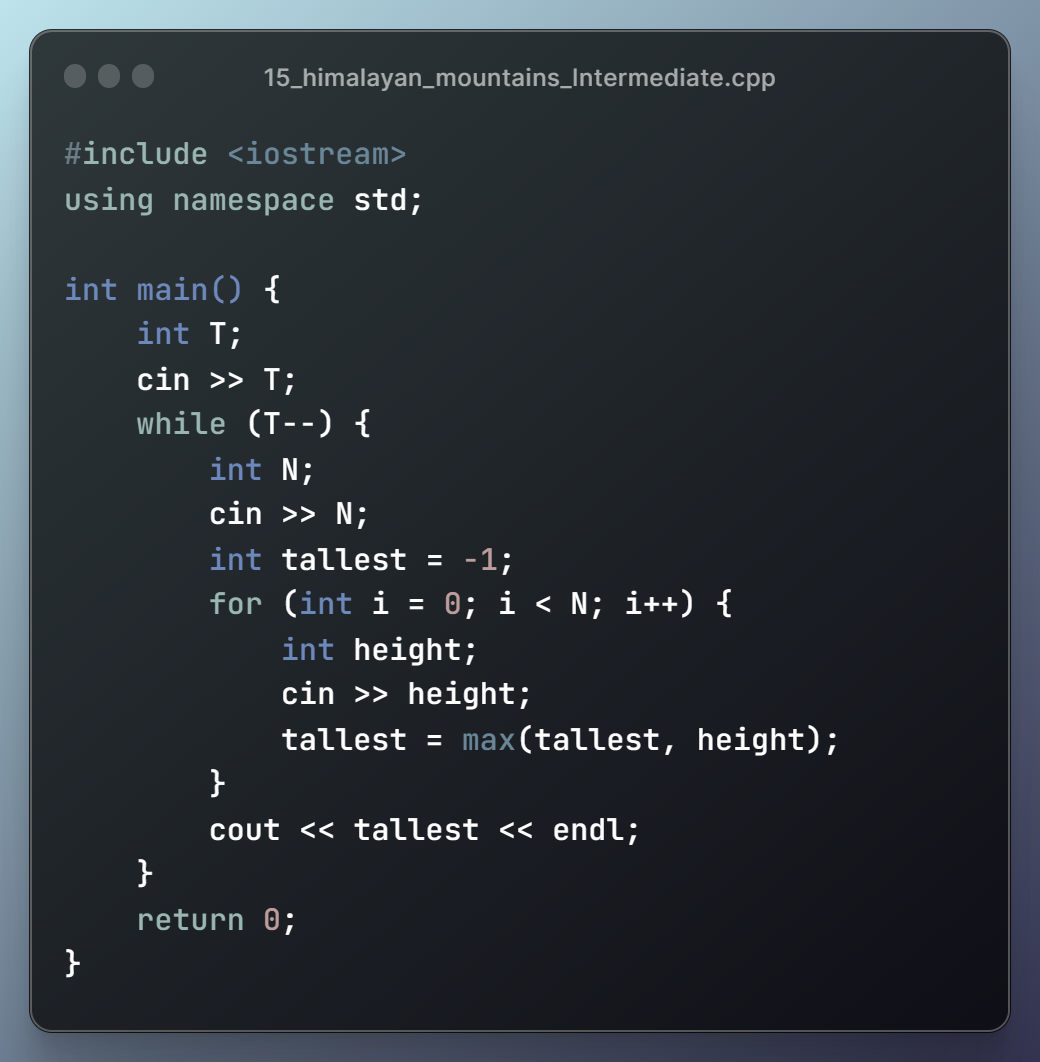 15_himalayan_mountains_Intermediate.cpp
#include <iostream>
using namespace std;

int main() {
    int T;
    cin >> T;
    while (T--) {
        int N;
        cin >> N;
        int tallest = -1;
        for (int i = 0; i < N; i++) {
            int height;
            cin >> height;
            tallest = max(tallest, height);
        }
        cout << tallest << endl;
    }
    return 0;
}